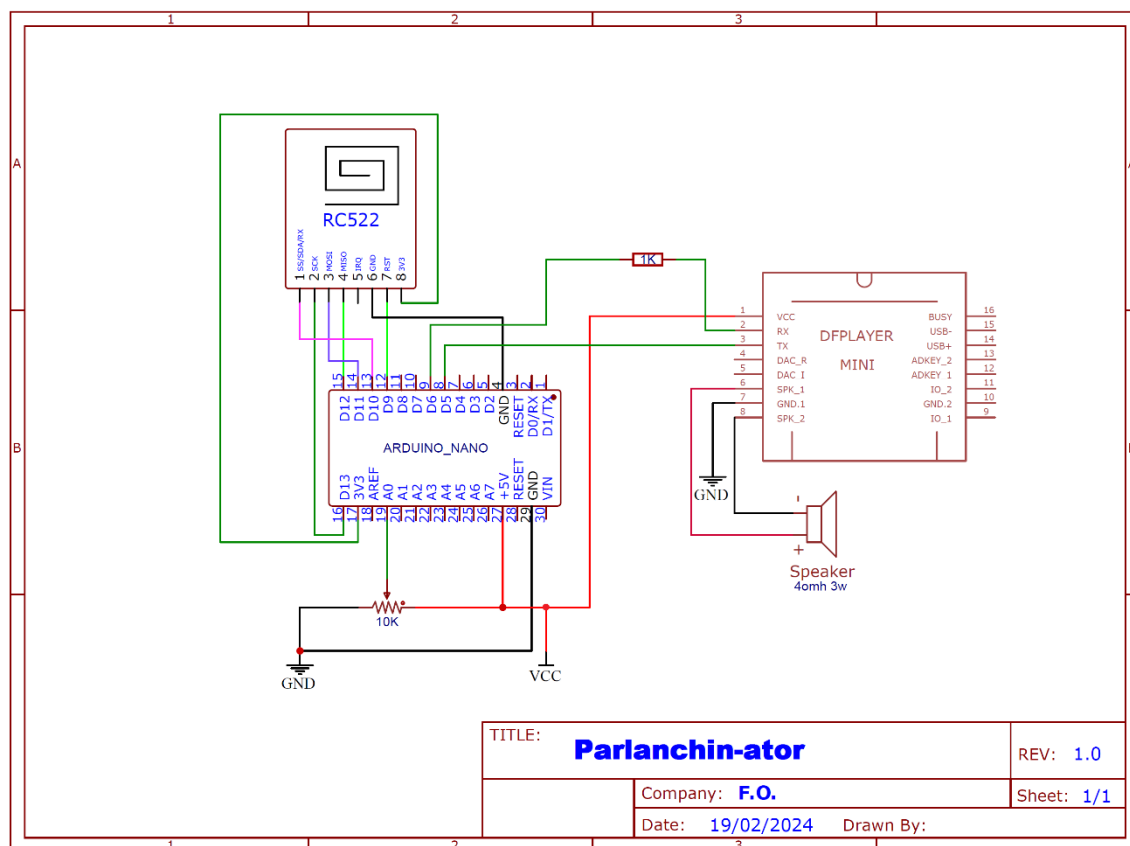 1 2 3
A
RC522
1 SS/SDA/RX
2 SCK
3 MOSI
4 MISO
5 IRQ
6 GND
7 RST
8 3V3
1K
DFPLAYER
MINI
1 VCC
2 RX
3 TX
4 DAC_R
5 DAC_I
6 SPK_1
7 GND.1
8 SPK_2
BUSY 16
USB- 15
USB+ 14
ADKEY_2 13
ADKEY_1 12
IO_2 11
GND.2 10
IO_1 9
B
ARDUINO_NANO
15 D12
14 D11
13 D10
12 D9
11 D8
10 D7
9 D6
8 D5
7 D4
6 D3
5 D2
4 GND
3 RESET
2 D0/RX
1 D1/TX
16 D13
17 3V3
18 AREF
19 A0
20 A1
21 A2
22 A3
23 A4
24 A5
25 A6
26 A7
27 +5V
28 RESET
29 GND
30 VIN
GND
-
+
Speaker
4omh 3w
10K
GND
VCC
TITLE:
Parlanchin-ator
REV: 1.0
Company: F.O.
Sheet: 1/1
Date: 19/02/2024 Drawn By:
1 2 3